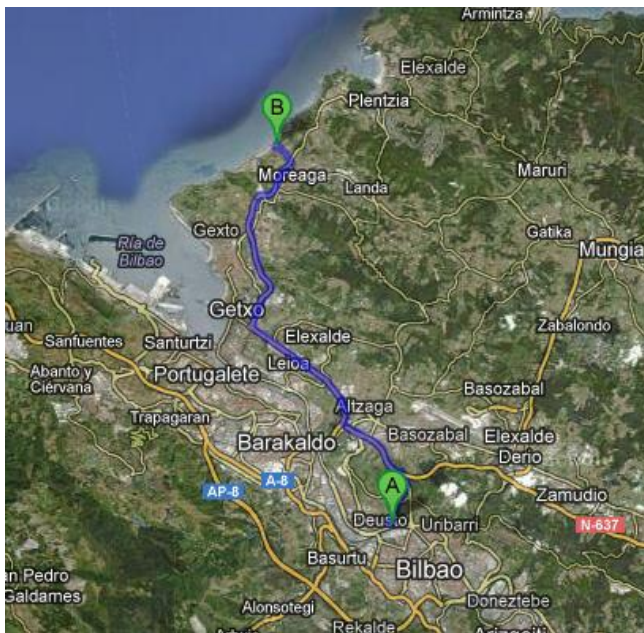 Armintza
Elexalde
Plentzia
B
Moreaga
Landa
Maruri
Gatika
Mungia
Gexto
Ría de
Bilbao
Getxo
Zabalondo
Sanfuentes
Santurtzi
Elexalde
Leioa
Abanto y
Ciérvana
Portugalete
Trapagaran
Altzaga
Basozabal
Barakaldo
Basozabal
Elexalde
Derio
A-8
AP-8
A
Zamudio
Deusto
Uribarri
N-637
Basurtu
Bilbao
an Pedro
Galdames
Alonsotegi
Doneztebe
Rekalde